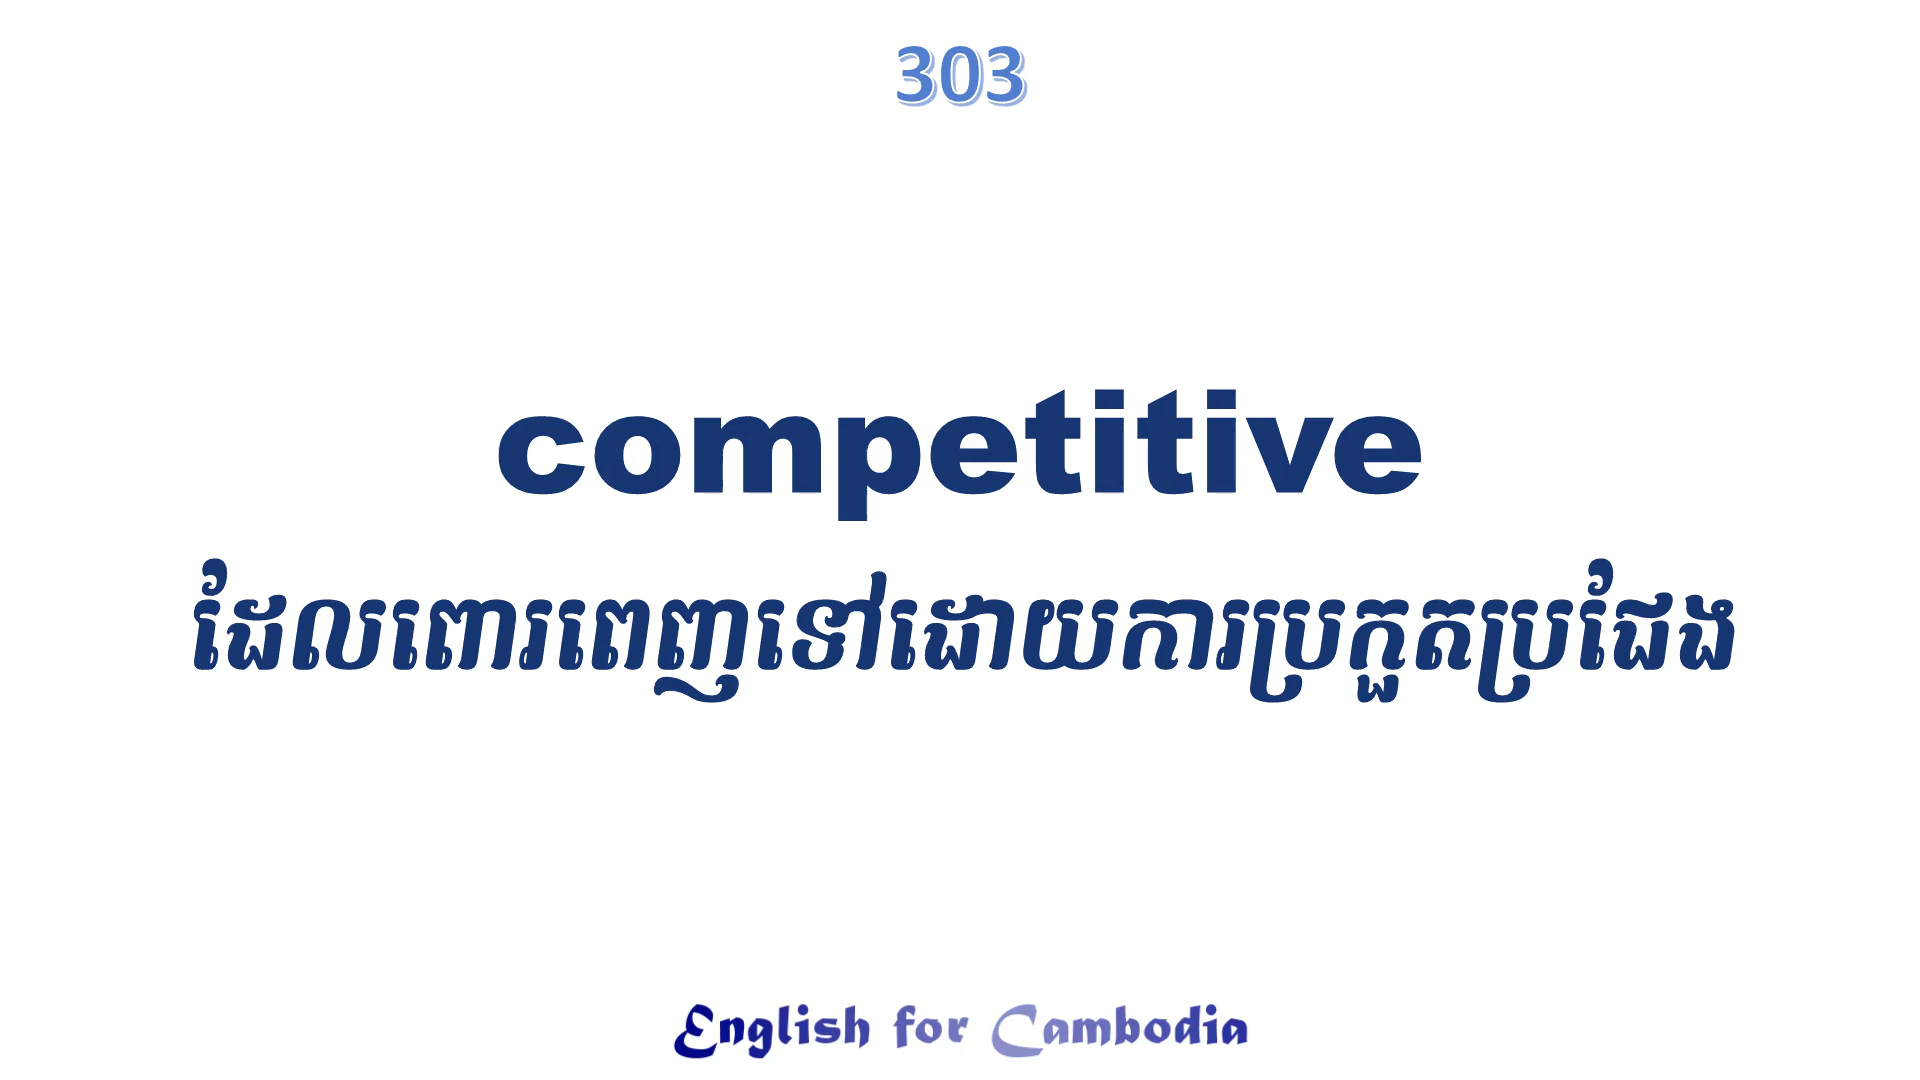 303
competitive
ដែលពោរពេញទៅដោយការប្រកួតប្រជែង
English for Cambodia